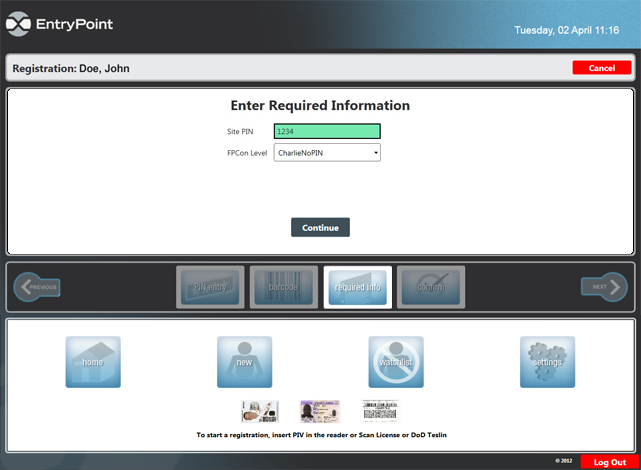 EntryPoint
Tuesday, 02 April 11:16
Registration: Doe, John
Cancel
Enter Required Information
Site PIN
1234
FPCon Level
CharlieNoPIN
Continue
PREVIOUS
PIN entry
barcode
required info
confirm
NEXT
home
new
watchlist
settings
To start a registration, insert PIV in the reader or Scan License or DoD Teslin
© 2012
Log Out